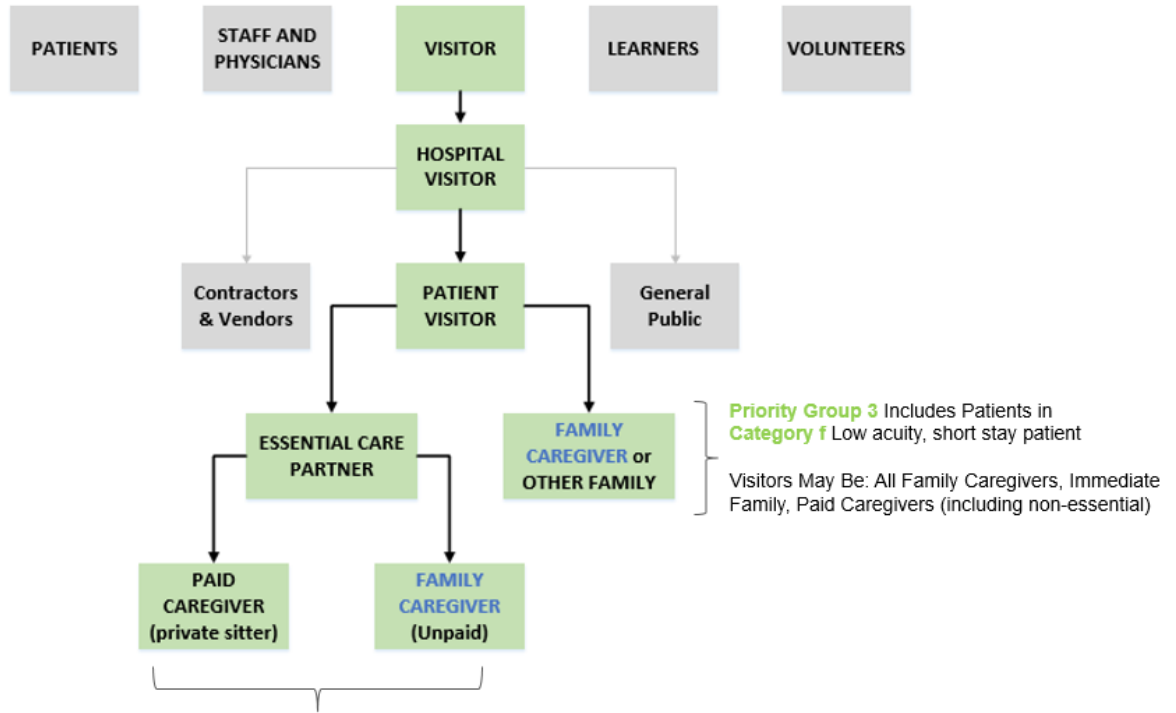 PATIENTS
STAFF AND
PHYSICIANS
VISITOR
LEARNERS
VOLUNTEERS
HOSPITAL
VISITOR
Contractors
& Vendors
PATIENT
VISITOR
General
Public
ESSENTIAL CARE
PARTNER
FAMILY
CAREGIVER or
OTHER FAMILY
Priority Group 3 Includes Patients in
Category f Low acuity, short stay patient
Visitors May Be: All Family Caregivers, Immediate
Family, Paid Caregivers (including non-essential)
PAID
CAREGIVER
(private sitter)
FAMILY
CAREGIVER
(Unpaid)